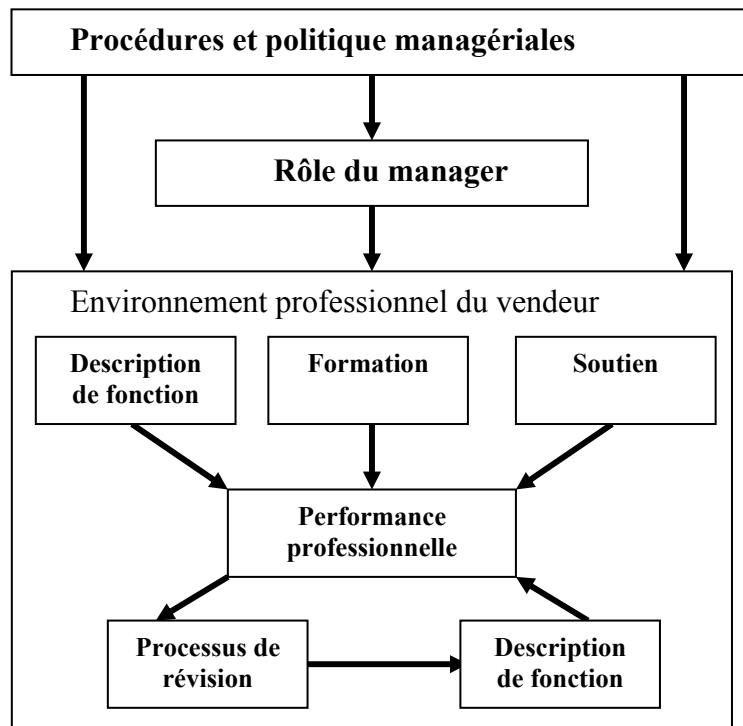 Procédures et politique managériales
Rôle du manager
Environnement professionnel du vendeur
Description
de fonction
Formation
Soutien
Performance
professionnelle
Processus de
révision
Description
de fonction